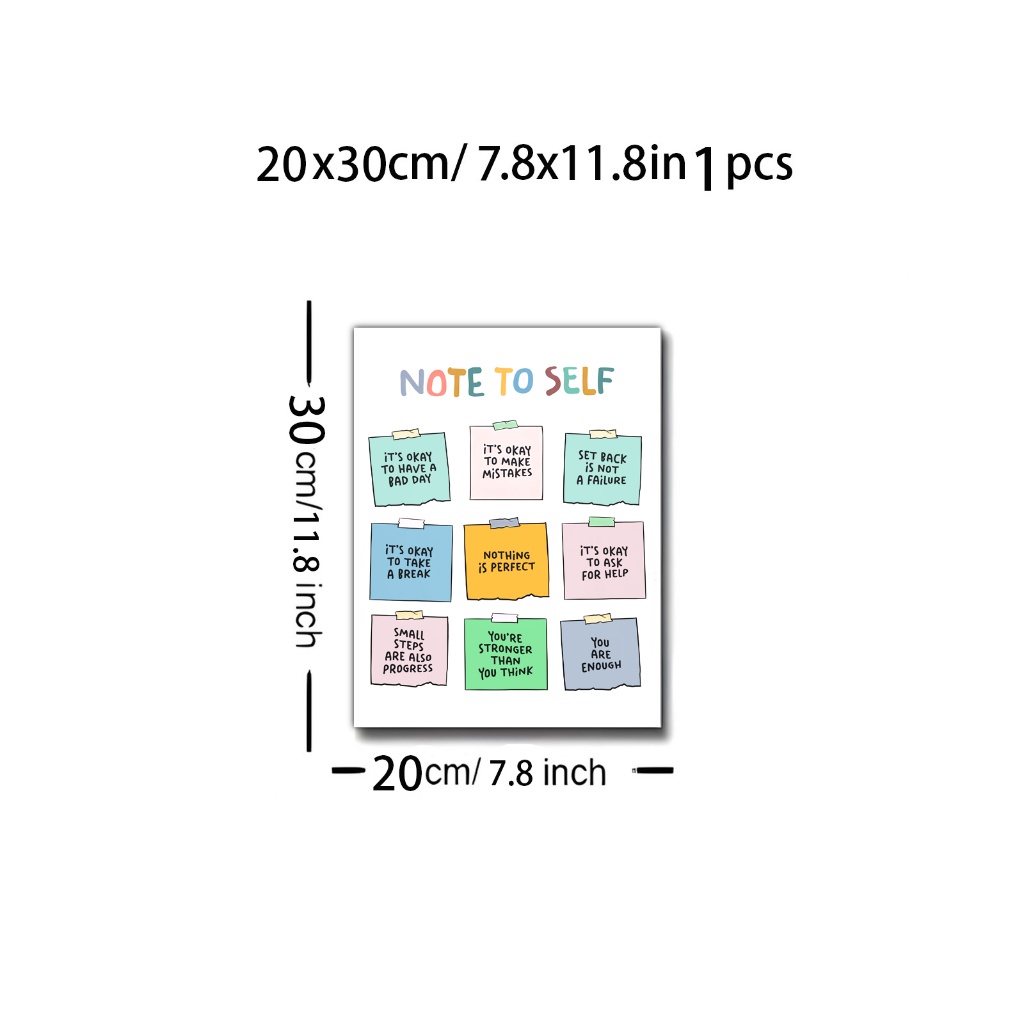 20x30cm/ 7.8x11.8in 1 pcs
30cm/11.8 inch
NOTE TO SELF
iT'S OKAY
TO HAVE A
BAD DAY
iT'S OKAY
TO MAKE
MiSTAKES
SET BACK
iS NOT
A FAiLURE
iT'S OKAY
TO TAKE
A BREAK
NOTHiNG
iS PERFECT
iT'S OKAY
TO ASK
FOR HELP
SMALL
STEPS
ARE ALSO
PROGRESS
YOU'RE
STRONGER
THAN
YOU THiNK
YOU
ARE
ENOUGH
20cm/ 7.8 inch